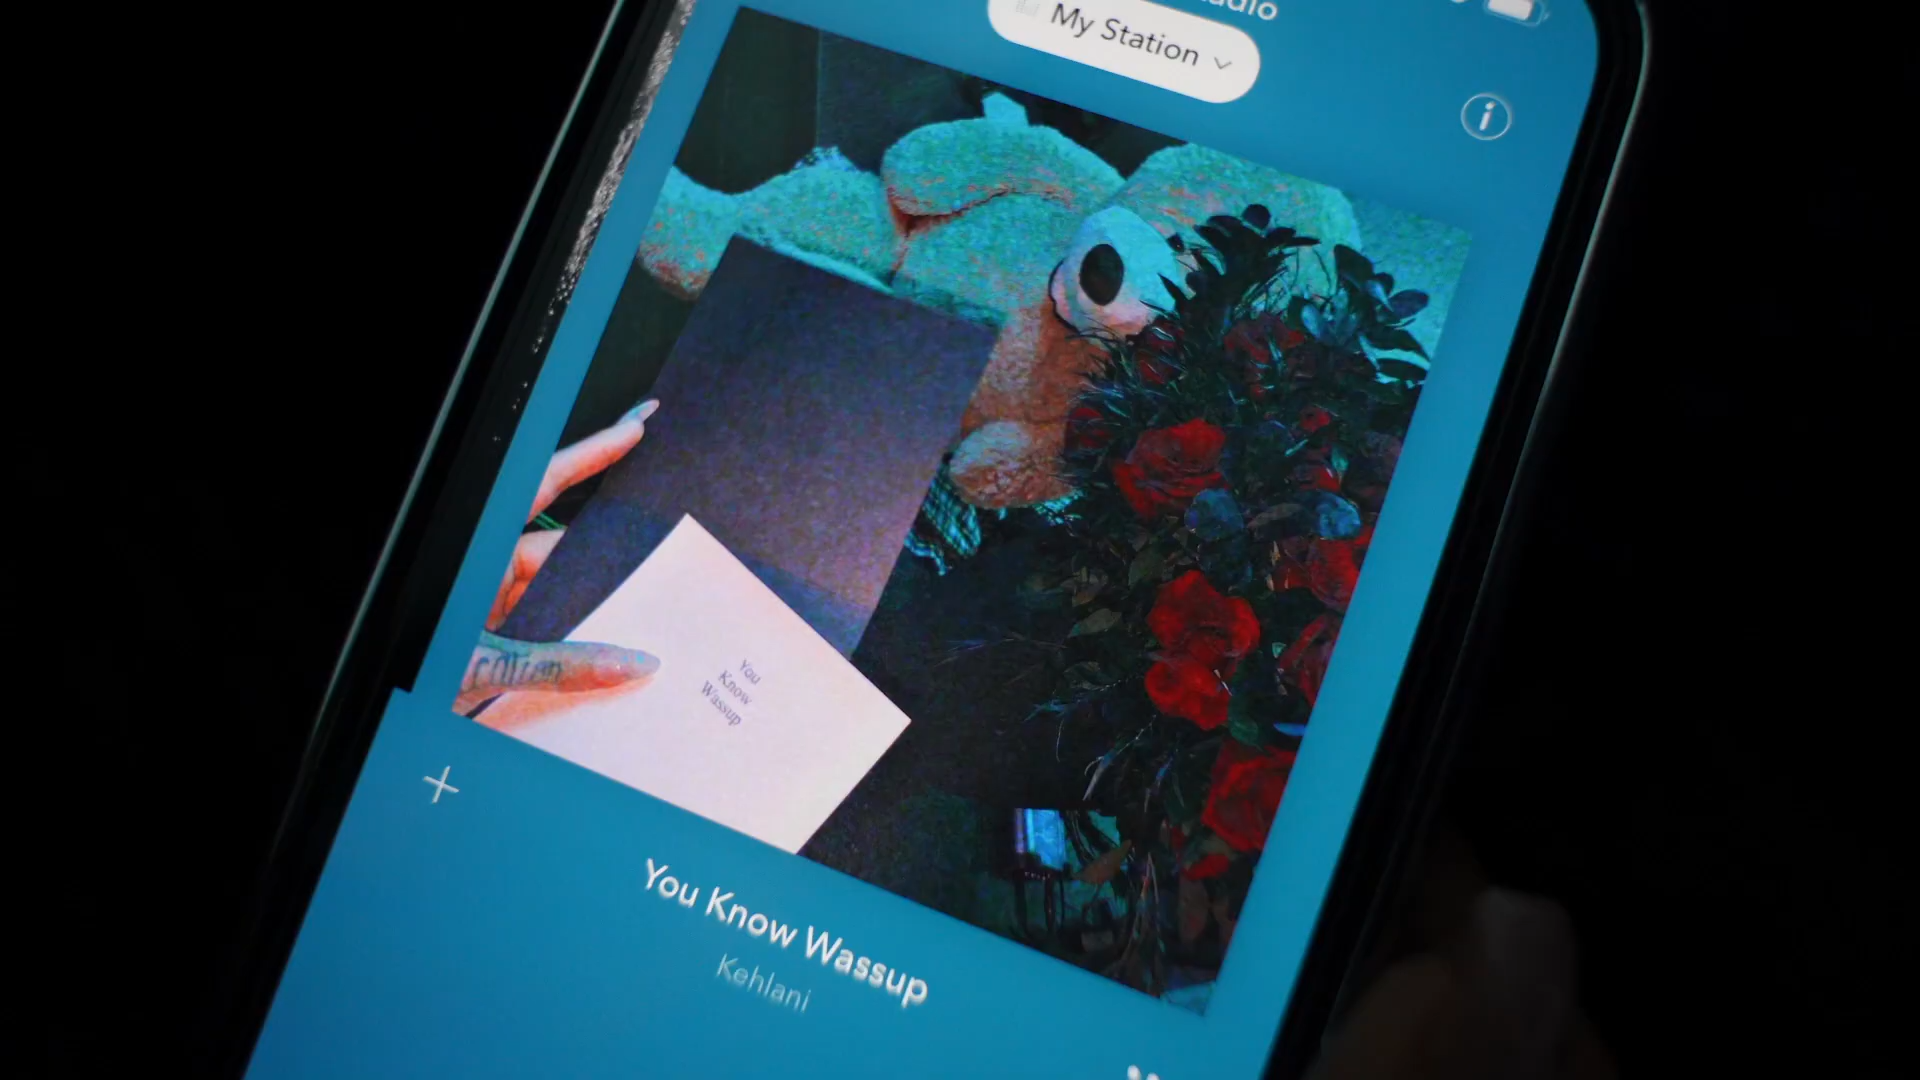 My Station
i
You
Know
Wassup
You Know Wassup
Kehlani